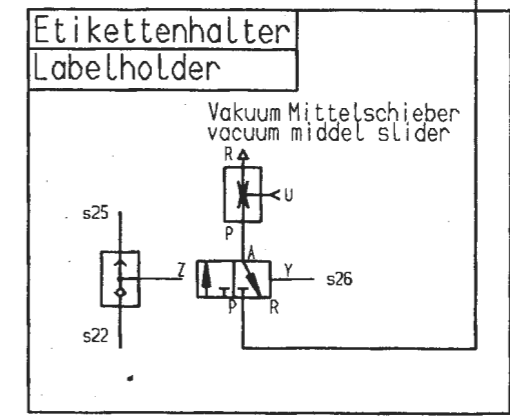 Etikettenhalter
Labelholder
Vakuum Mittelschieber
vacuum middel slider
R
U
P
s25
A
Z
Y
s26
P
R
s22